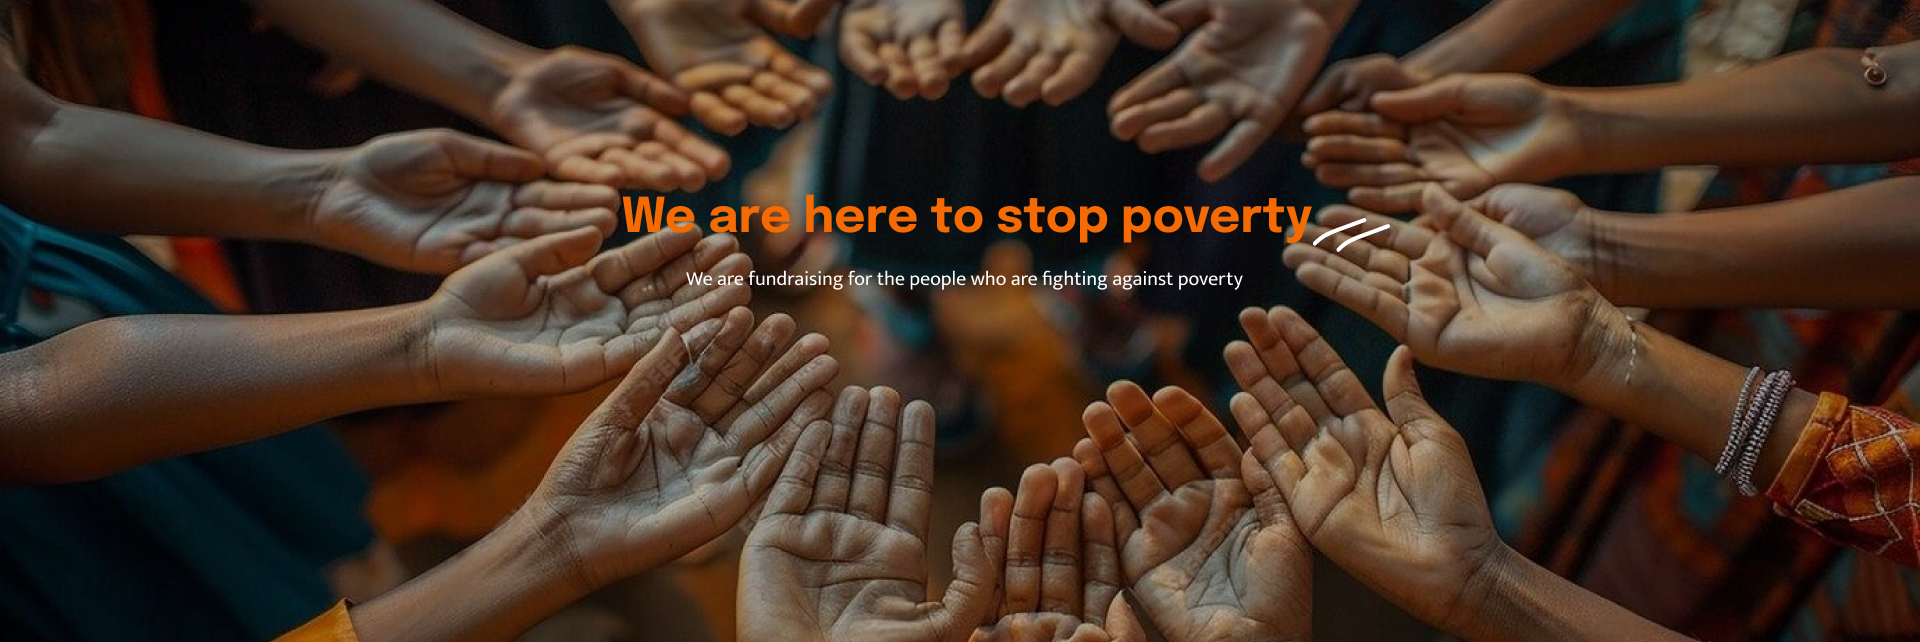 We are here to stop poverty
We are fundraising for the people who are fighting against poverty